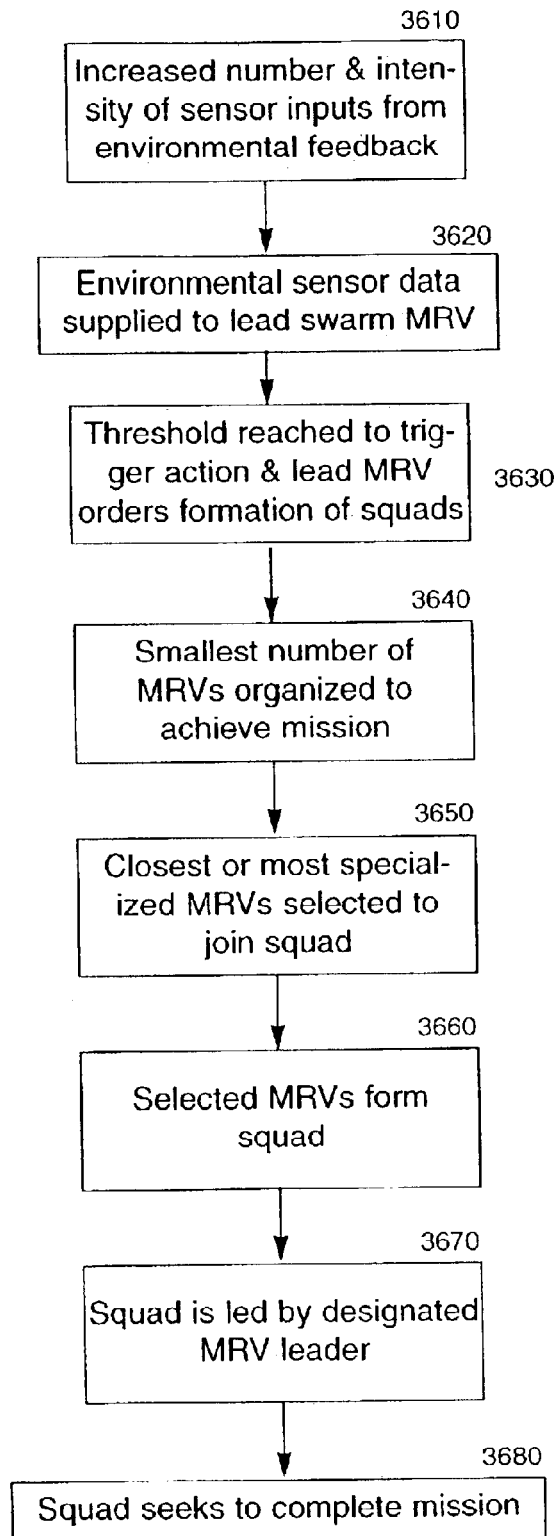 3610
Increased number & inten-
sity of sensor inputs from
environmental feedback
3620
Environmental sensor data
supplied to lead swarm MRV
Threshold reached to trig-
ger action & lead MRV
orders formation of squads
3630
3640
Smallest number of
MRVs organized to
achieve mission
3650
Closest or most special-
ized MRVs selected to
join squad
3660
Selected MRVs form
squad
3670
Squad is led by designated
MRV leader
3680
Squad seeks to complete mission